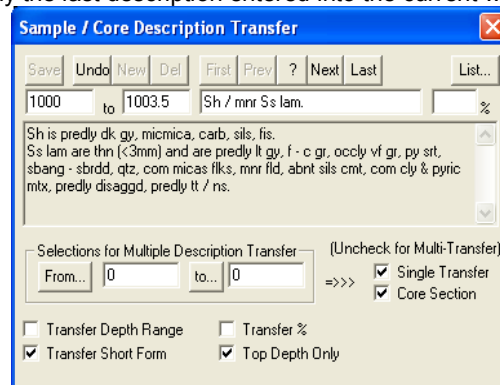 Sample / Core Description Transfer
Save Undo New Del First Prev ? Next Last List...
1000 to 1003.5 Sh / mnr Ss lam. %
Sh is predly dk gy, micmica, carb, sils, fis.
Ss lam are thn (<3mm) and are predly lt gy, f - c gr, occly vf gr, py srt,
sbang - sbrdd, qtz, com micas flks, mnr fld, abnt sils cmt, com cly & pyric
mtx, predly disaggd, predly tt / ns.
Selections for Multiple Description Transfer (Uncheck for Multi-Transfer)
From... 0 to... 0 =>>> Single Transfer
Core Section
Transfer Depth Range Transfer %
Transfer Short Form Top Depth Only